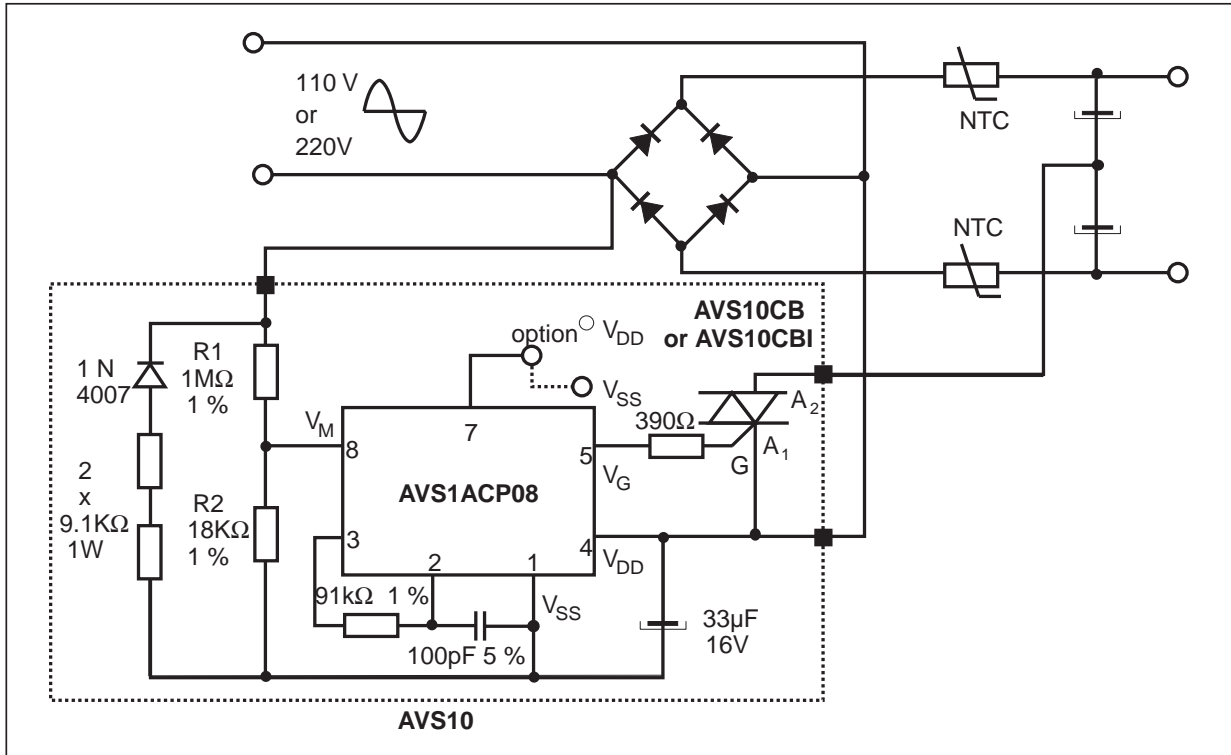 110 V
or
220V
NTC
NTC
AVS10CB
or AVS10CBI
option
V_DD
V_SS
1 N
4007
R1
1MΩ
1 %
V_M
8
7
5
390Ω
A_2
A_1
G
V_G
AVS1ACP08
2
x
9.1KΩ
1W
R2
18KΩ
1 %
3
2
1
4
V_DD
91kΩ 1 %
V_SS
100pF 5 %
33µF
16V
AVS10